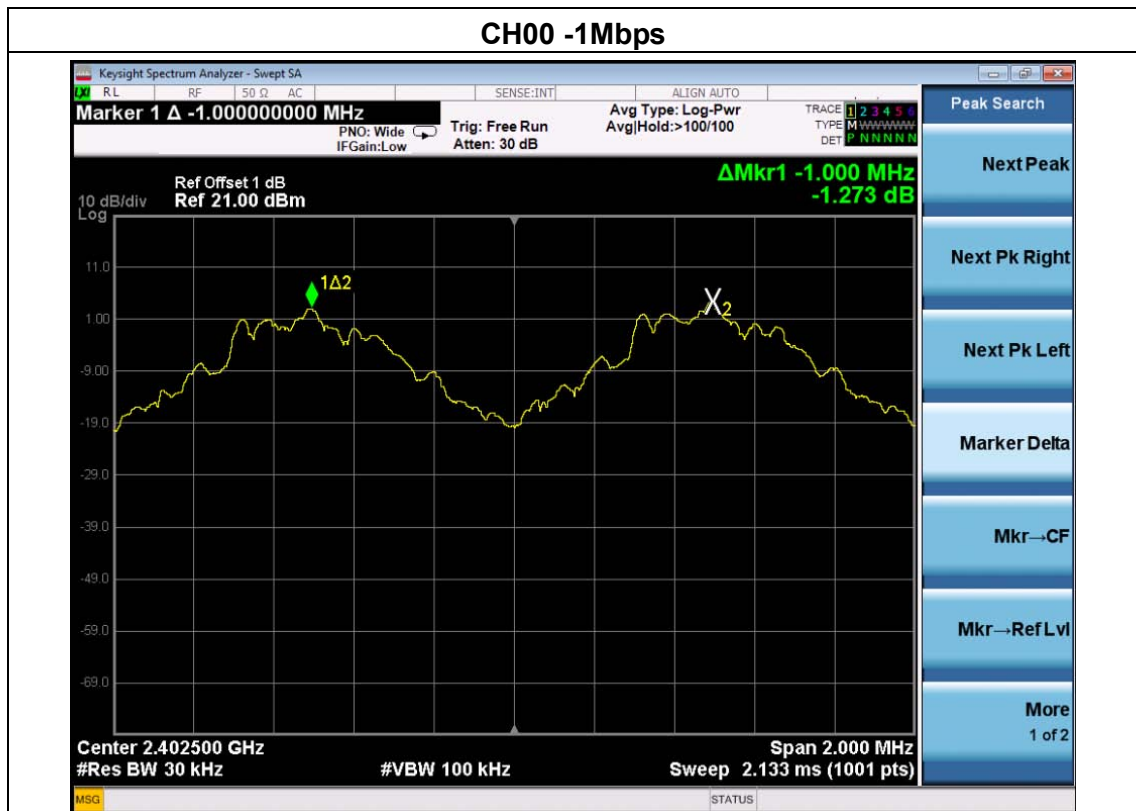 CH00 -1Mbps
Keysight Spectrum Analyzer - Swept SA
LXI RL RF 50 Ω AC SENSE:INT ALIGN AUTO
Marker 1 Δ -1.000000000 MHz
PNO: Wide
IFGain:Low
Trig: Free Run
Atten: 30 dB
Avg Type: Log-Pwr
Avg|Hold:>100/100
TRACE 1 2 3 4 5 6
TYPE M WWWWW
DET P N N N N N
ΔMkr1 -1.000 MHz
-1.273 dB
Ref Offset 1 dB
10 dB/div Ref 21.00 dBm
Log
11.0
1.00
-9.00
-19.0
-29.0
-39.0
-49.0
-59.0
-69.0
1Δ2
X2
Center 2.402500 GHz
Span 2.000 MHz
#Res BW 30 kHz
#VBW 100 kHz
Sweep 2.133 ms (1001 pts)
MSG
STATUS
Peak Search
Next Peak
Next Pk Right
Next Pk Left
Marker Delta
Mkr→CF
Mkr→Ref Lvl
More
1 of 2